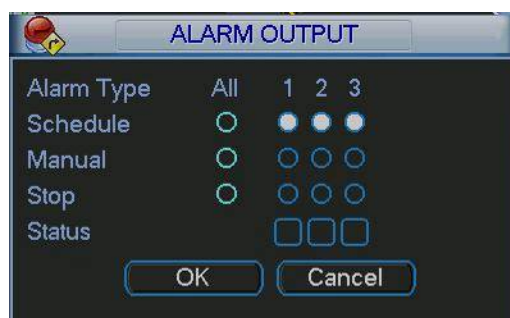 ALARM OUTPUT
Alarm Type All 1 2 3
Schedule
Manual
Stop
Status
OK Cancel